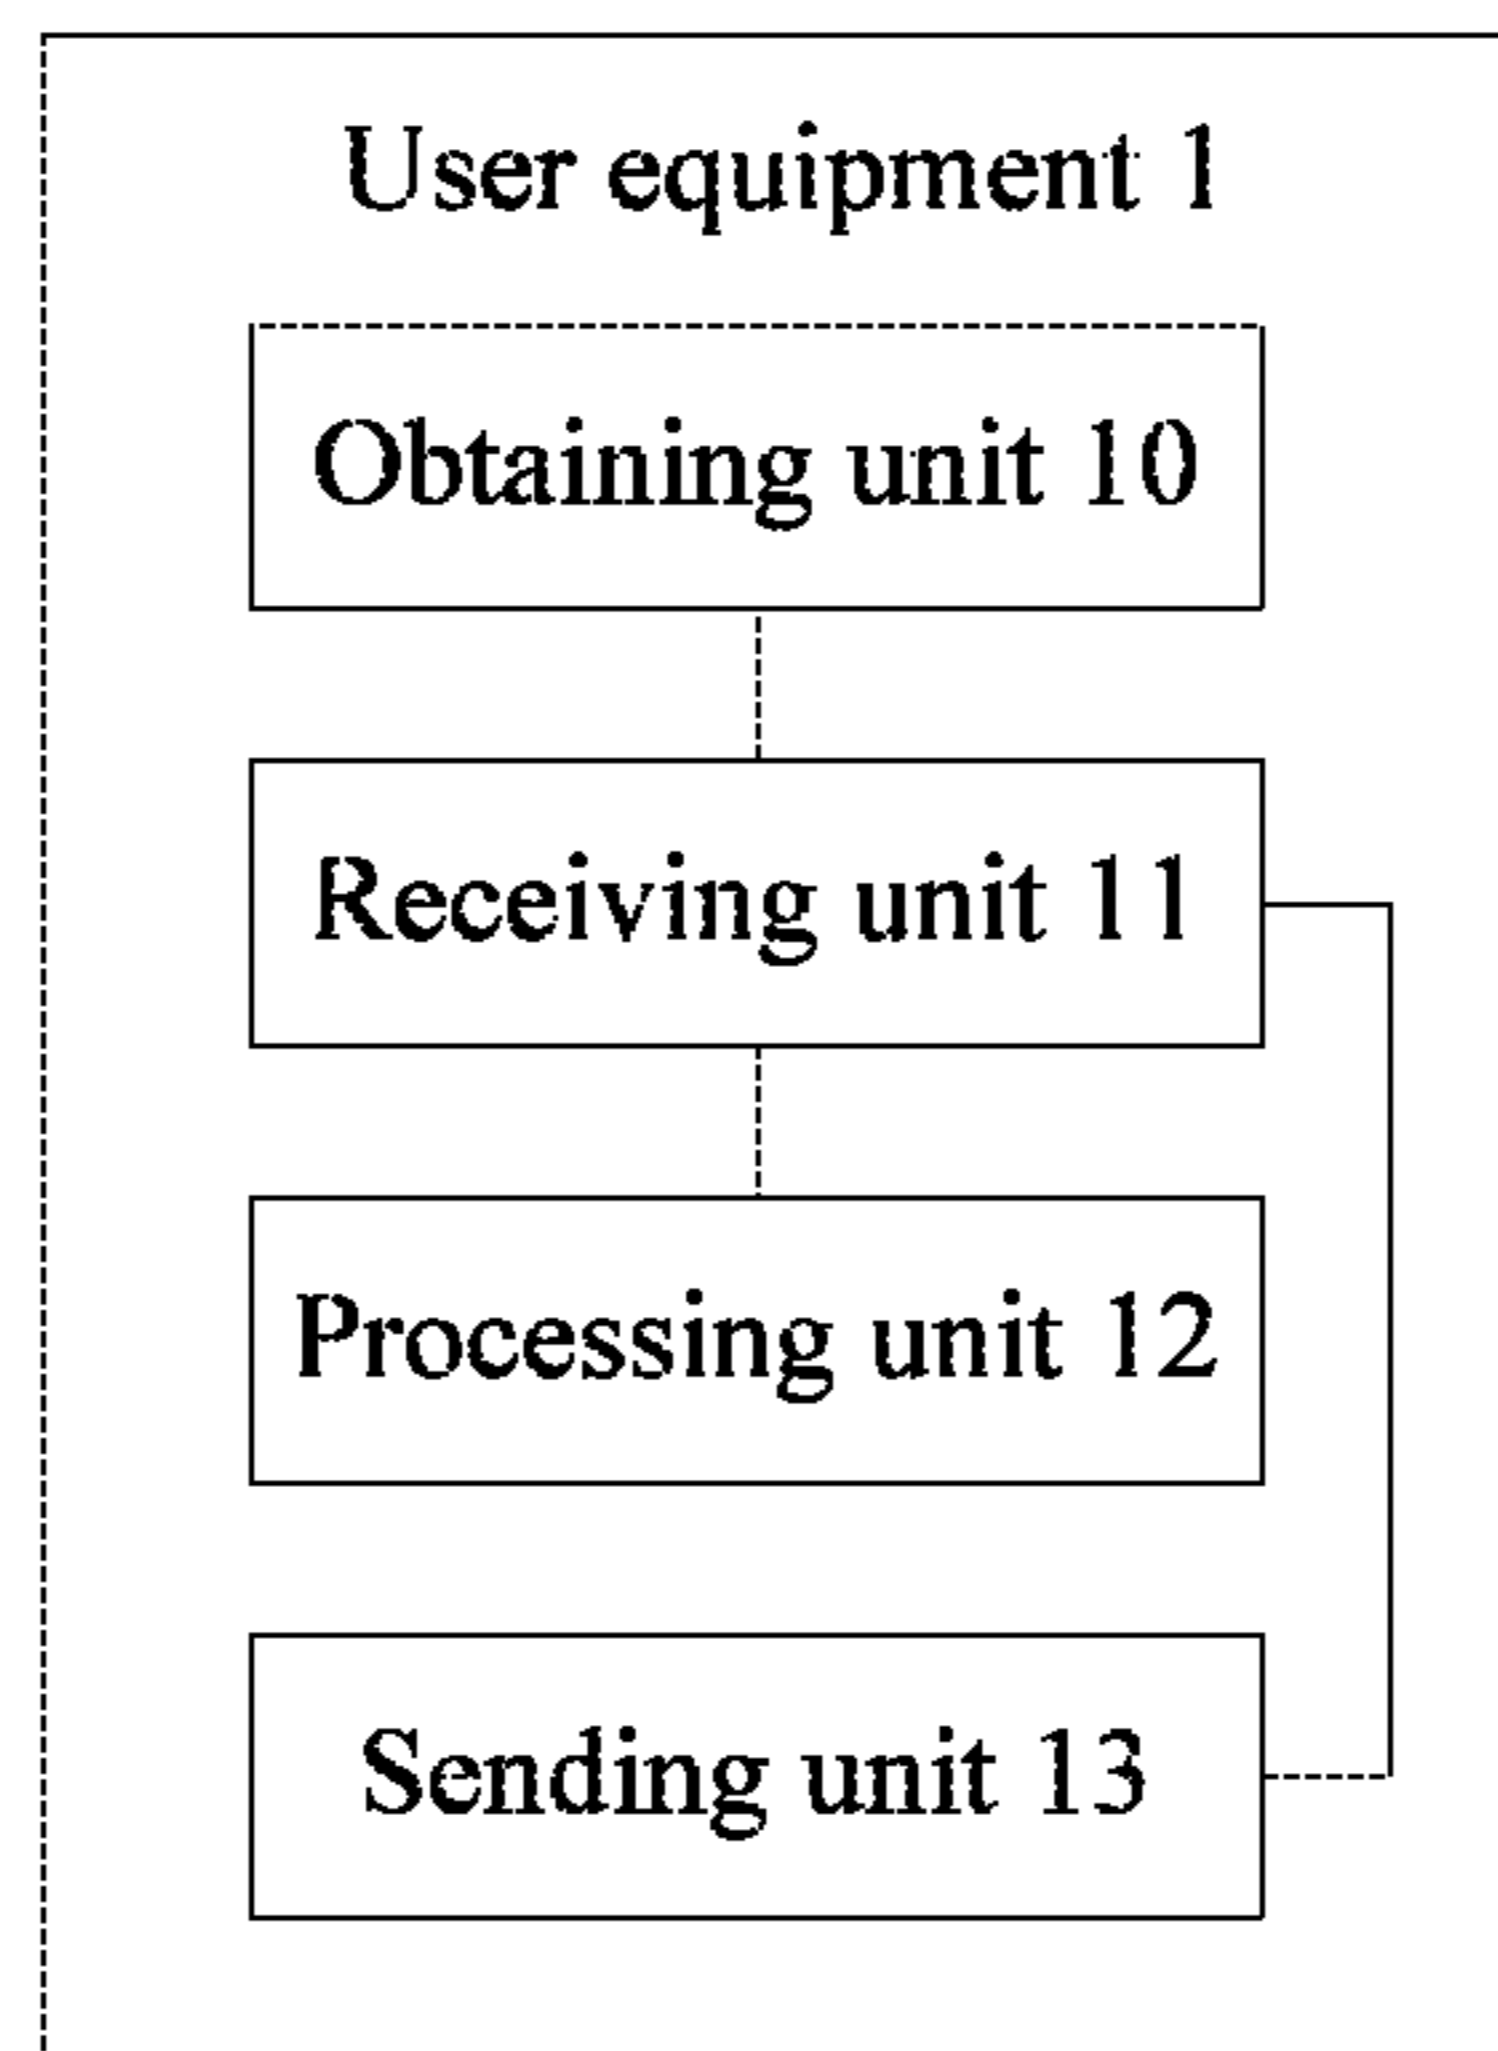 User equipment 1
Obtaining unit 10
Receiving unit 11
Processing unit 12
Sending unit 13